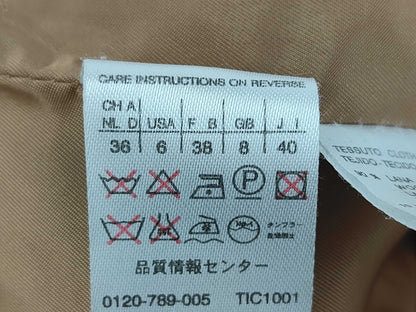 CARE INSTRUCTIONS ON REVERSE
CH A
NL D USA F B GB J I
36 6 38 8 40
P
品質情報センター
0120-789-005 TIC1001
TESSUTO